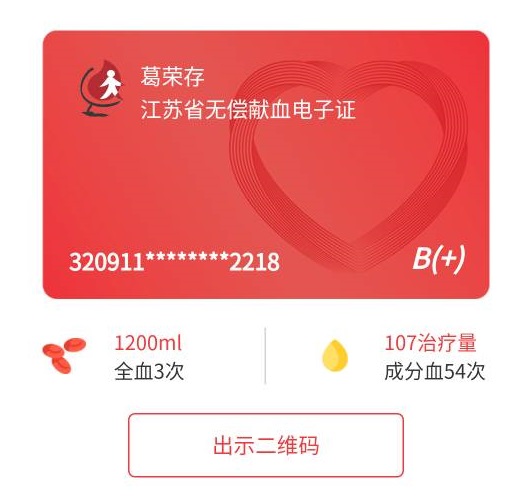 葛荣存
江苏省无偿献血电子证
320911********2218
B(+)
1200ml
全血3次
107治疗量
成分血54次
出示二维码